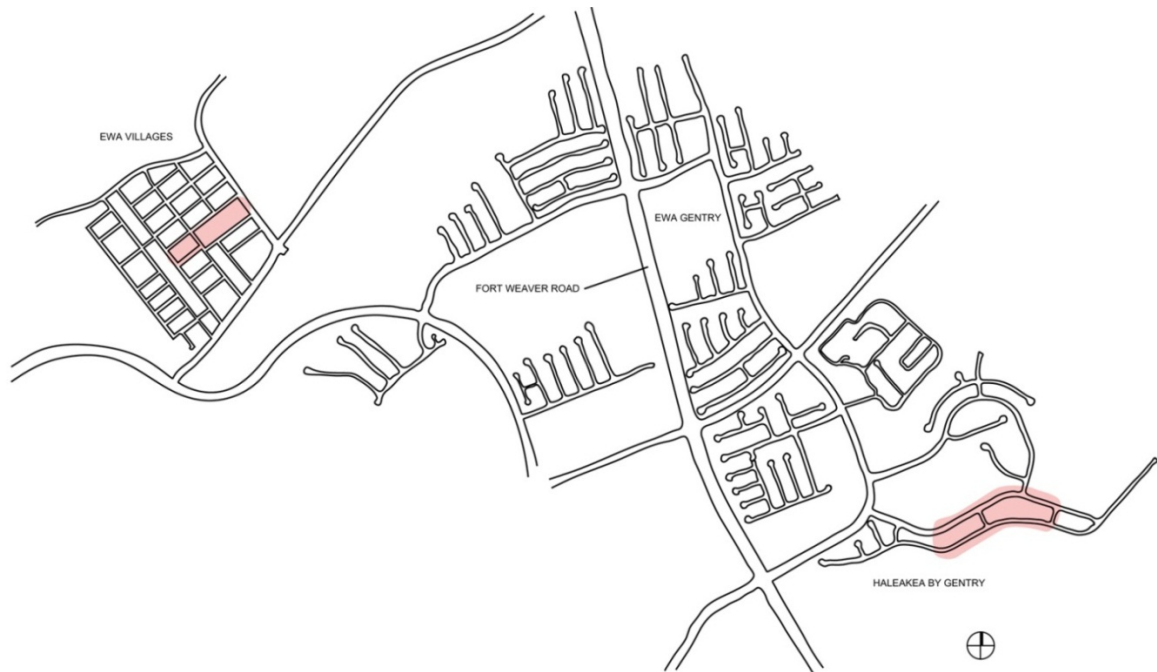 EWA VILLAGES
EWA GENTRY
FORT WEAVER ROAD
HALEAKEA BY GENTRY